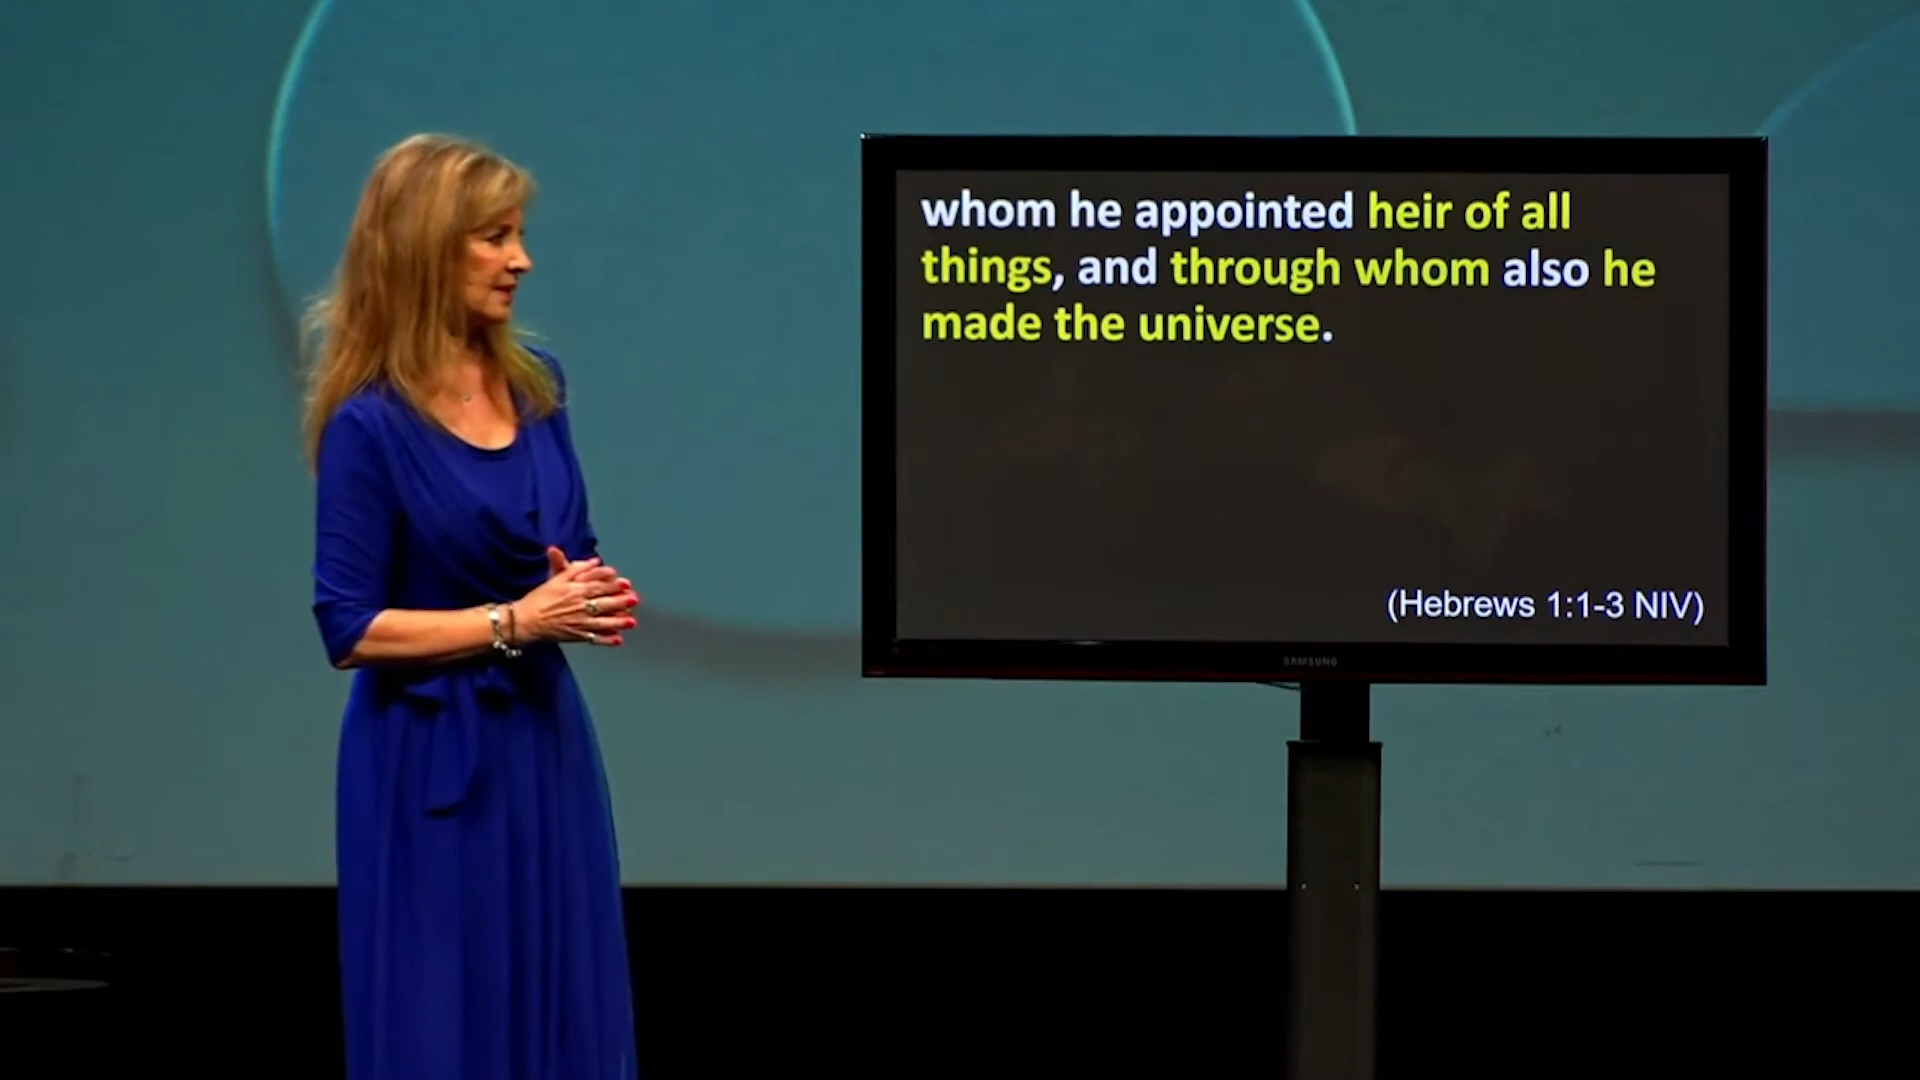 whom he appointed heir of all
things, and through whom also he
made the universe.
(Hebrews 1:1-3 NIV)
SAMSUNG